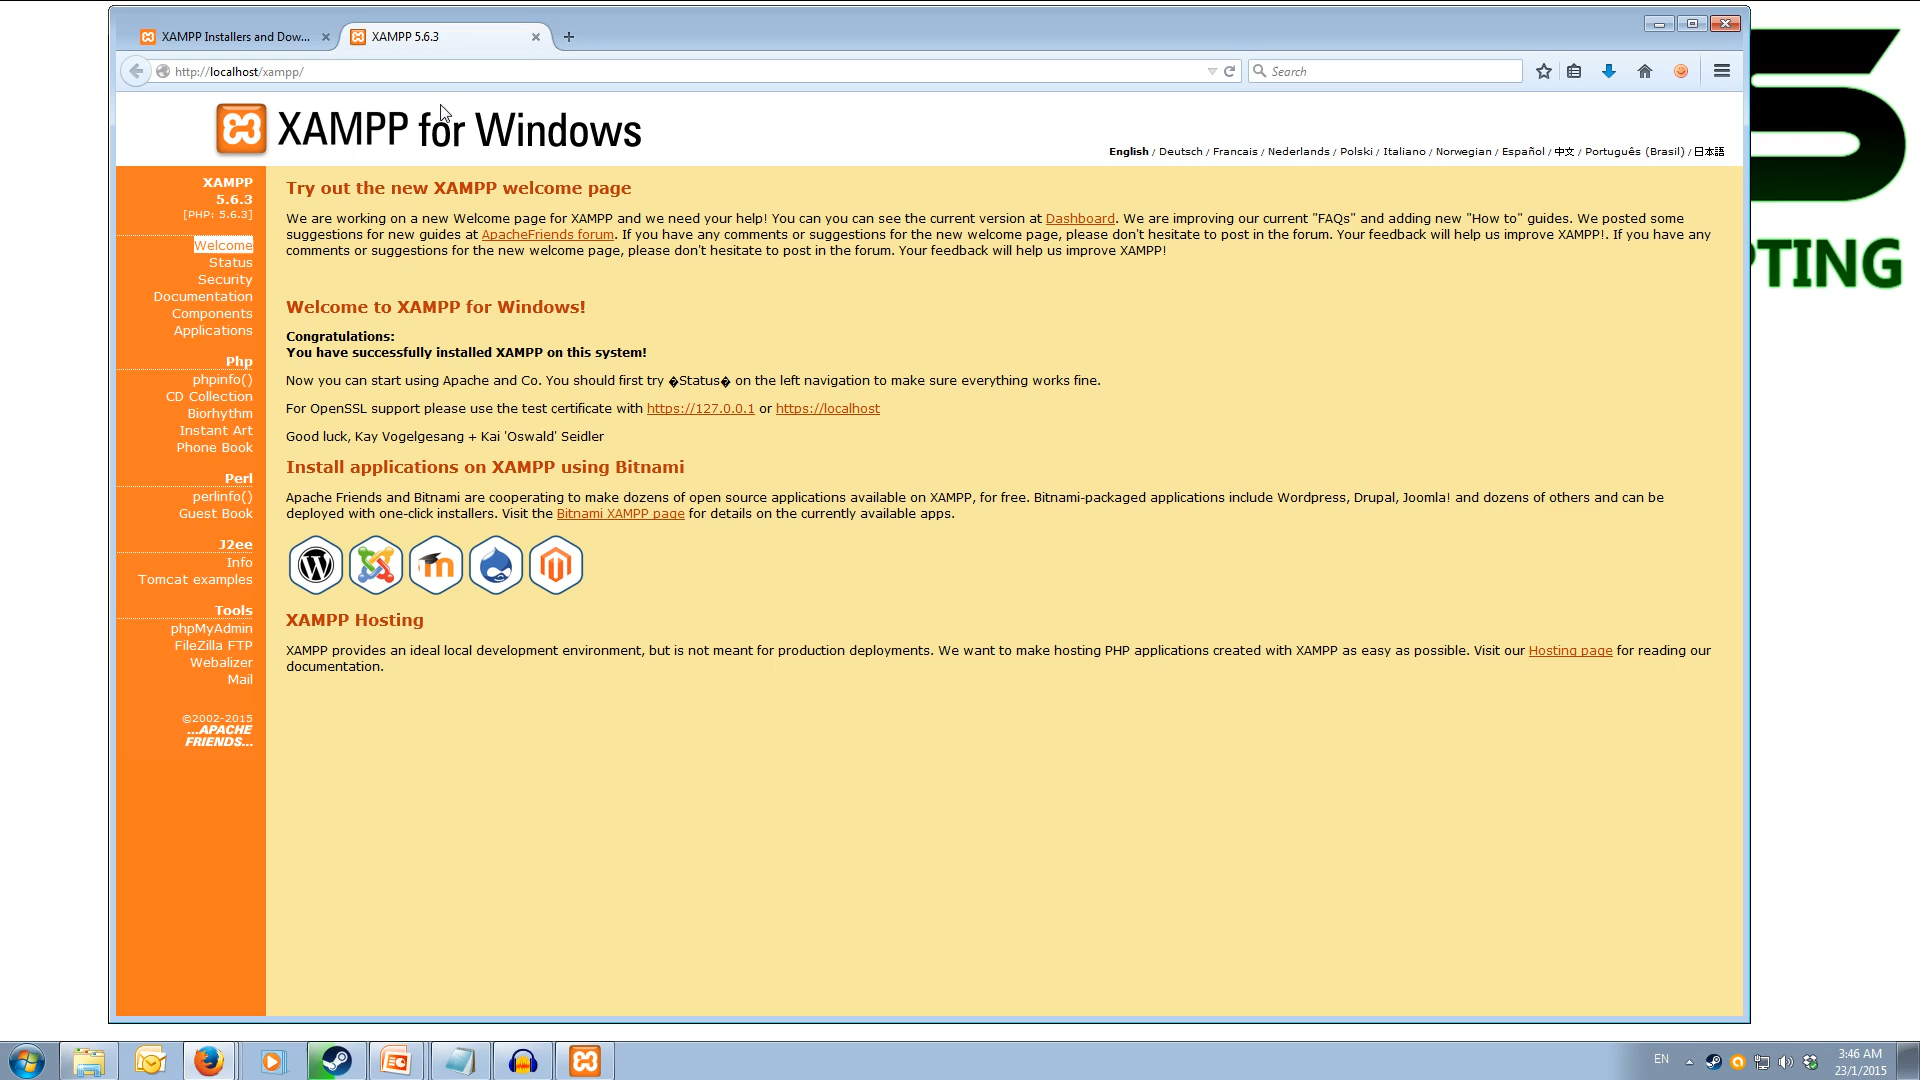 XAMPP Installers and Dow...
XAMPP 5.6.3
http://localhost/xampp/
Search
XAMPP for Windows
English / Deutsch / Francais / Nederlands / Polski / Italiano / Norwegian / Español / 中文 / Português (Brasil) / 日本語
XAMPP
5.6.3
[PHP: 5.6.3]
Welcome
Status
Security
Documentation
Components
Applications
Php
phpinfo()
CD Collection
Biorhythm
Instant Art
Phone Book
Perl
perlinfo()
Guest Book
J2ee
Info
Tomcat examples
Tools
phpMyAdmin
FileZilla FTP
Webalizer
Mail
©2002-2015
...APACHE
FRIENDS...
Try out the new XAMPP welcome page
We are working on a new Welcome page for XAMPP and we need your help! You can you can see the current version at Dashboard. We are improving our current "FAQs" and adding new "How to" guides. We posted some
suggestions for new guides at ApacheFriends forum. If you have any comments or suggestions for the new welcome page, please don't hesitate to post in the forum. Your feedback will help us improve XAMPP!. If you have any
comments or suggestions for the new welcome page, please don't hesitate to post in the forum. Your feedback will help us improve XAMPP!
Welcome to XAMPP for Windows!
Congratulations:
You have successfully installed XAMPP on this system!
Now you can start using Apache and Co. You should first try �Status� on the left navigation to make sure everything works fine.
For OpenSSL support please use the test certificate with https://127.0.0.1 or https://localhost
Good luck, Kay Vogelgesang + Kai 'Oswald' Seidler
Install applications on XAMPP using Bitnami
Apache Friends and Bitnami are cooperating to make dozens of open source applications available on XAMPP, for free. Bitnami-packaged applications include Wordpress, Drupal, Joomla! and dozens of others and can be
deployed with one-click installers. Visit the Bitnami XAMPP page for details on the currently available apps.
XAMPP Hosting
XAMPP provides an ideal local development environment, but is not meant for production deployments. We want to make hosting PHP applications created with XAMPP as easy as possible. Visit our Hosting page for reading our
documentation.
S
PTING
EN
3:46 AM
23/1/2015